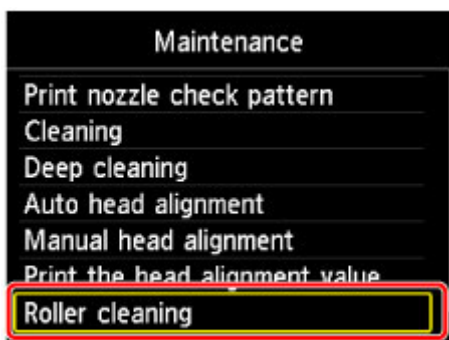 Maintenance
Print nozzle check pattern
Cleaning
Deep cleaning
Auto head alignment
Manual head alignment
Print the head alignment value
Roller cleaning